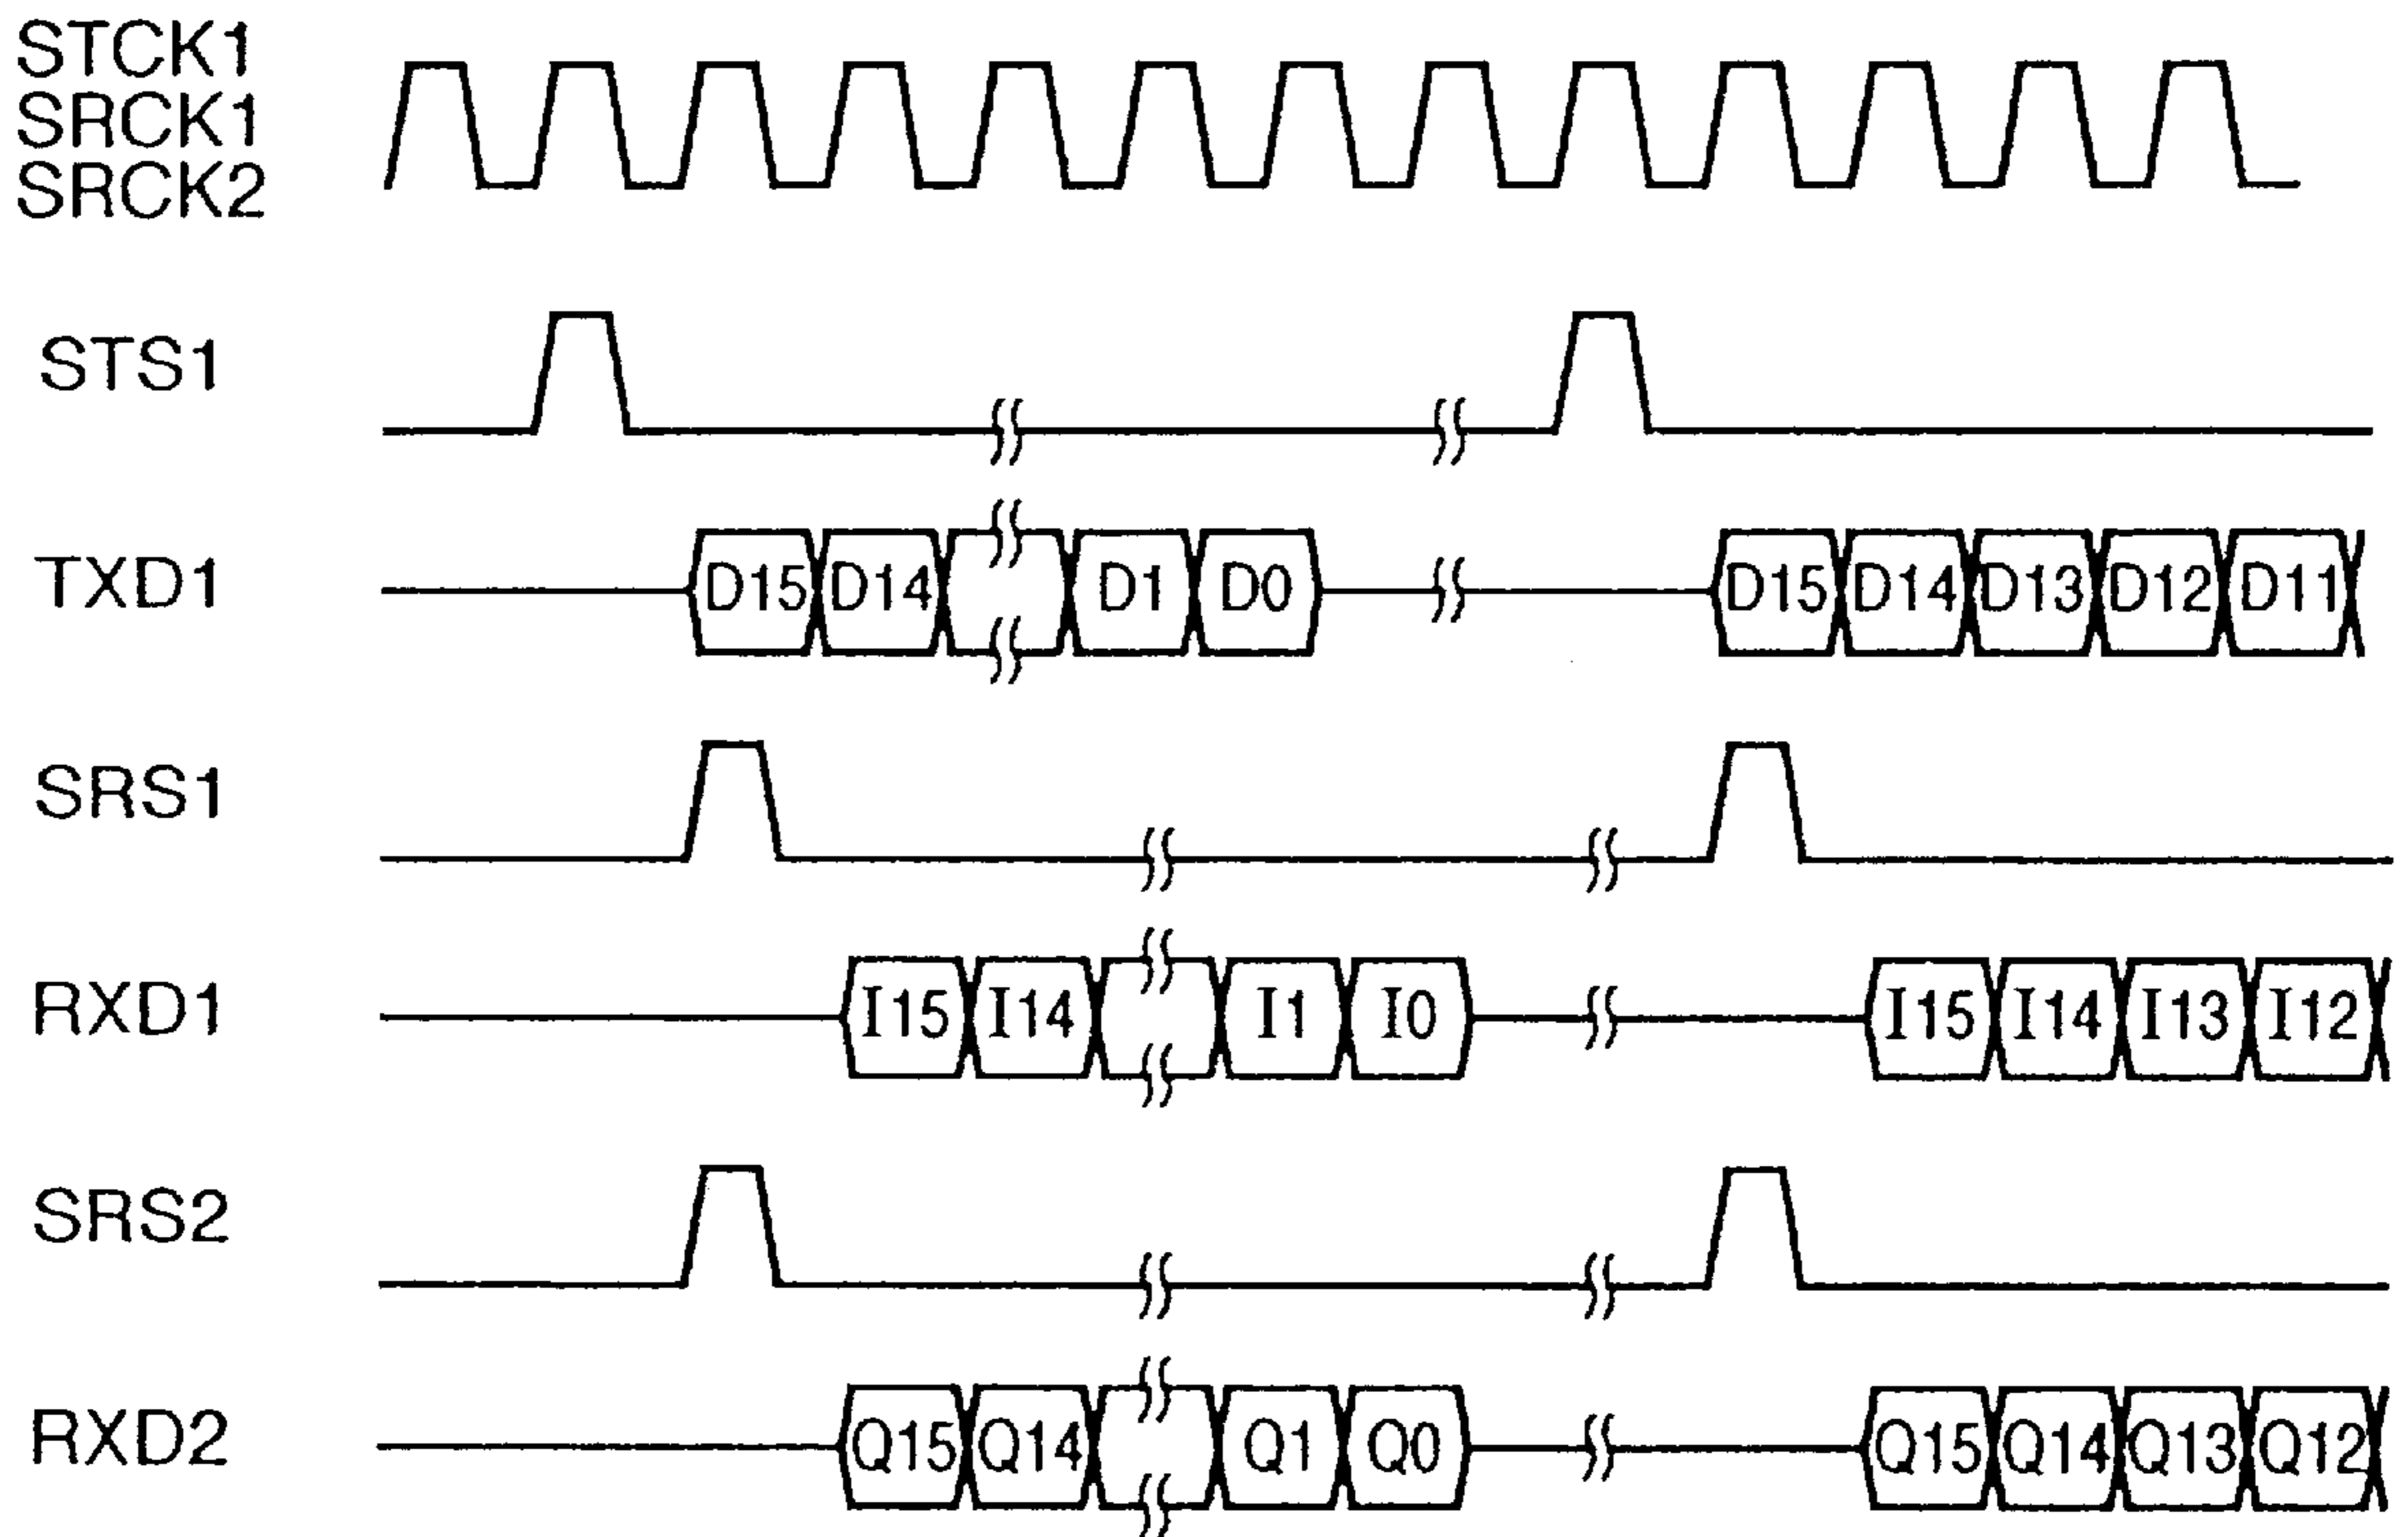 STCK1
SRCK1
SRCK2
STS1
TXD1 D15 D14 D1 D0 D15 D14 D13 D12 D11
SRS1
RXD1 I15 I14 I1 I0 I15 I14 I13 I12
SRS2
RXD2 Q15 Q14 Q1 Q0 Q15 Q14 Q13 Q12